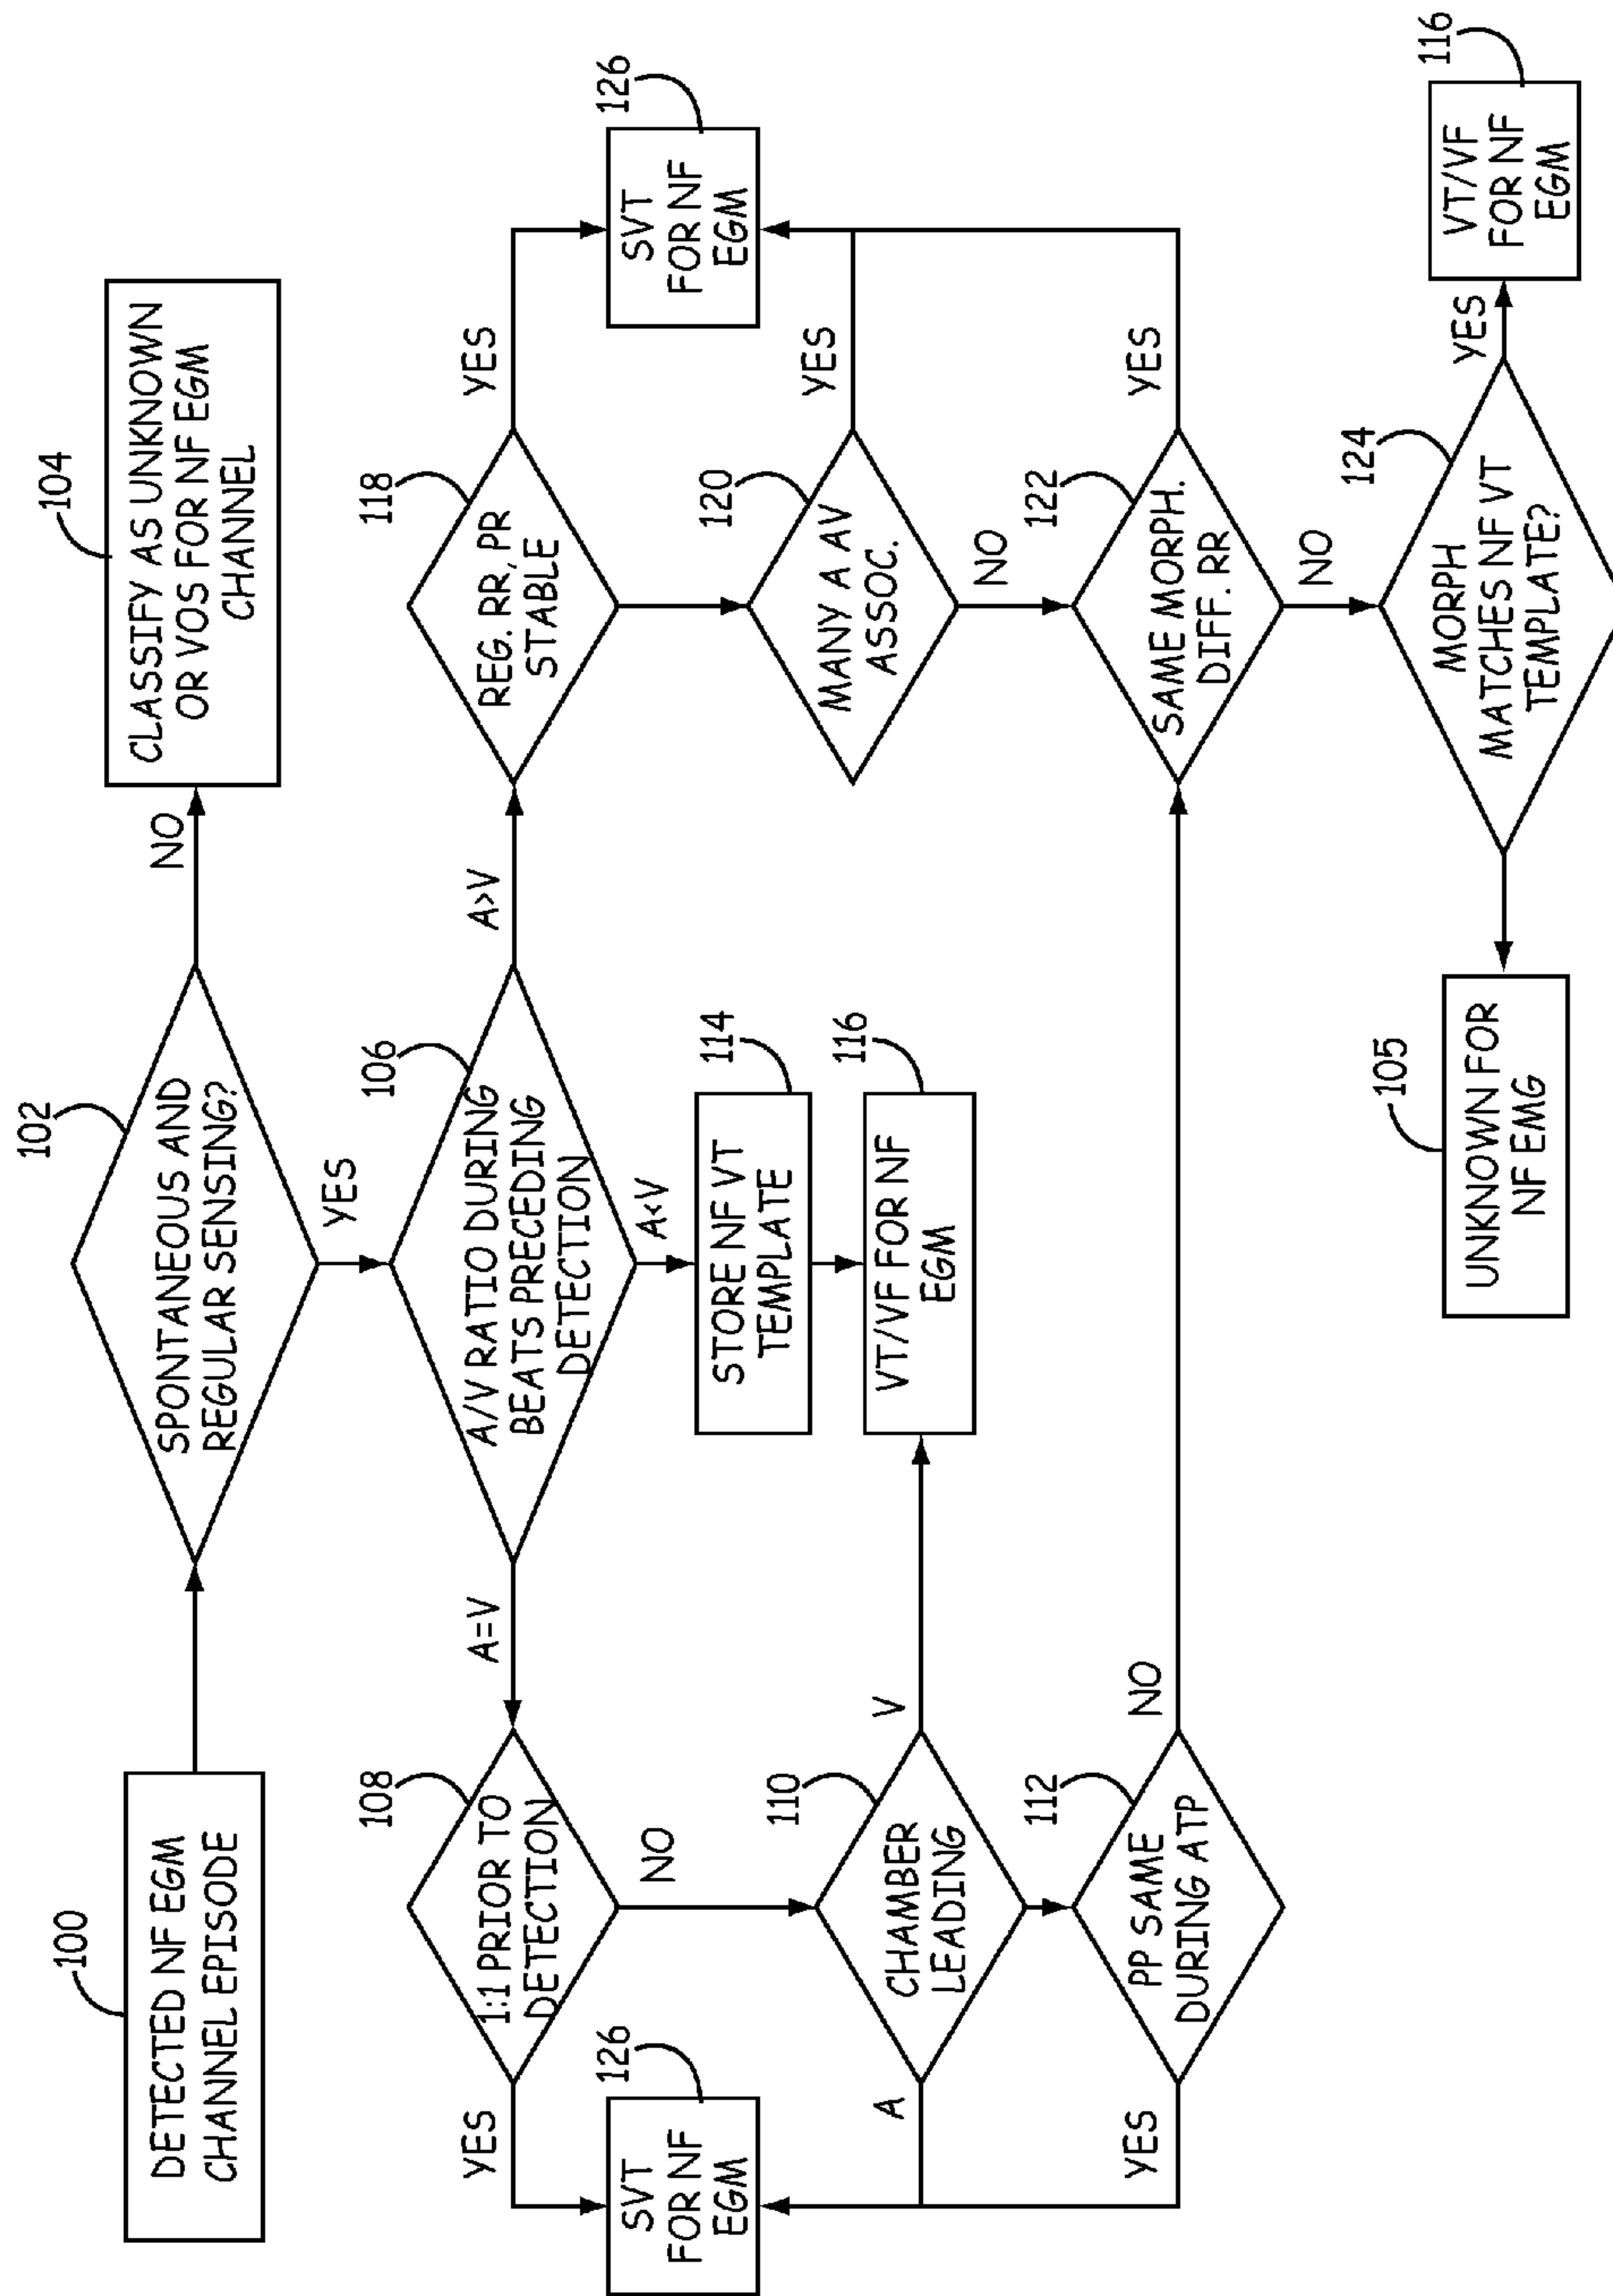 100
DETECTED NF EGM
CHANNEL EPISODE
102
SPONTANEOUS AND
REGULAR SENSING?
NO
104
CLASSIFY AS UNKNOWN
OR VOS FOR NF EGM
CHANNEL
YES
106
A/V RATIO DURING
BEATS PRECEDING
DETECTION
A=V
A>V
A<V
108
1:1 PRIOR TO
DETECTION
YES
NO
126
SVT
FOR NF
EGM
110
CHAMBER
LEADING
A
V
112
PP SAME
DURING ATP
YES
NO
114
STORE NF VT
TEMPLATE
116
VT/VF FOR NF
EGM
118
REG. RR, PR
STABLE
YES
126
SVT
FOR NF
EGM
120
MANY A AV
ASSOC.
YES
NO
122
SAME MORPH.
DIFF. RR
YES
NO
124
MORPH
MATCHES NF VT
TEMPLATE?
YES
116
VT/VF
FOR NF
EGM
105
UNKNOWN FOR
NF EMG